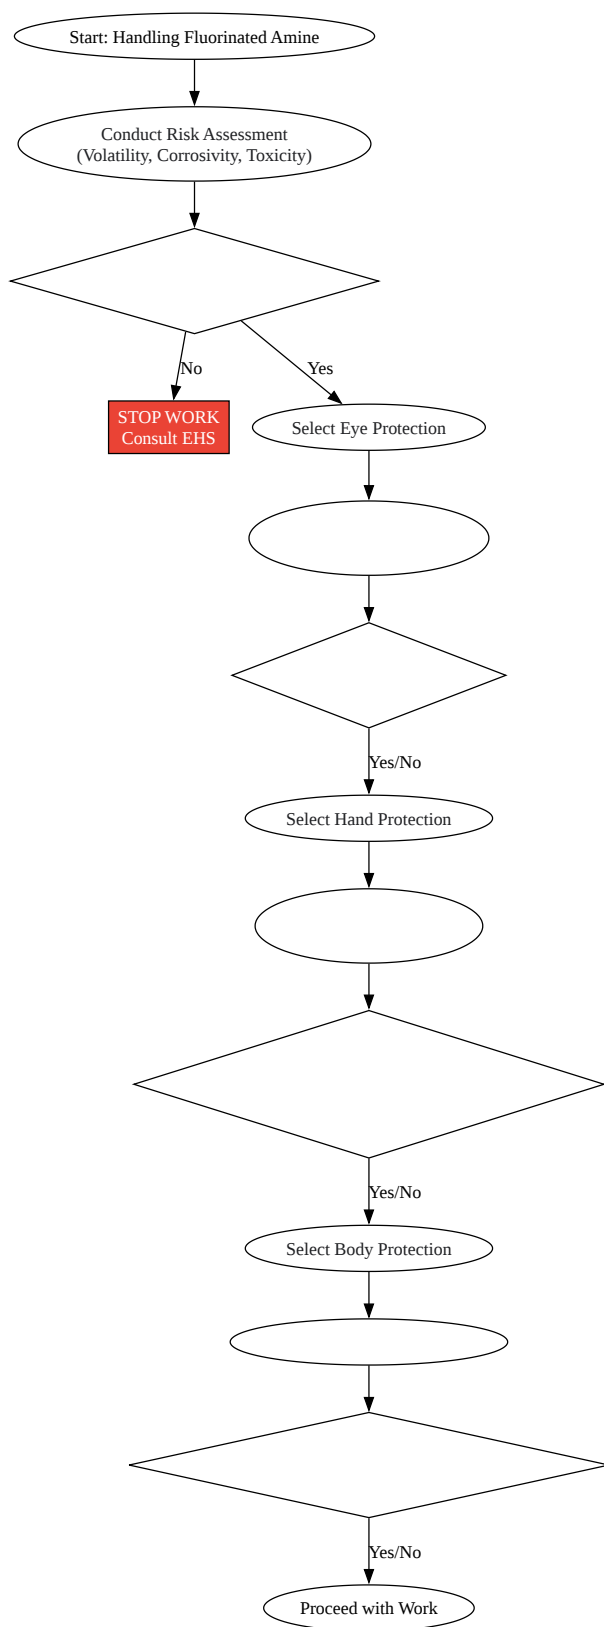 Start: Handling Fluorinated Amine
Conduct Risk Assessment
(Volatility, Corrosivity, Toxicity)
No
Yes
STOP WORK
Consult EHS
Select Eye Protection
Yes/No
Select Hand Protection
Yes/No
Select Body Protection
Yes/No
Proceed with Work